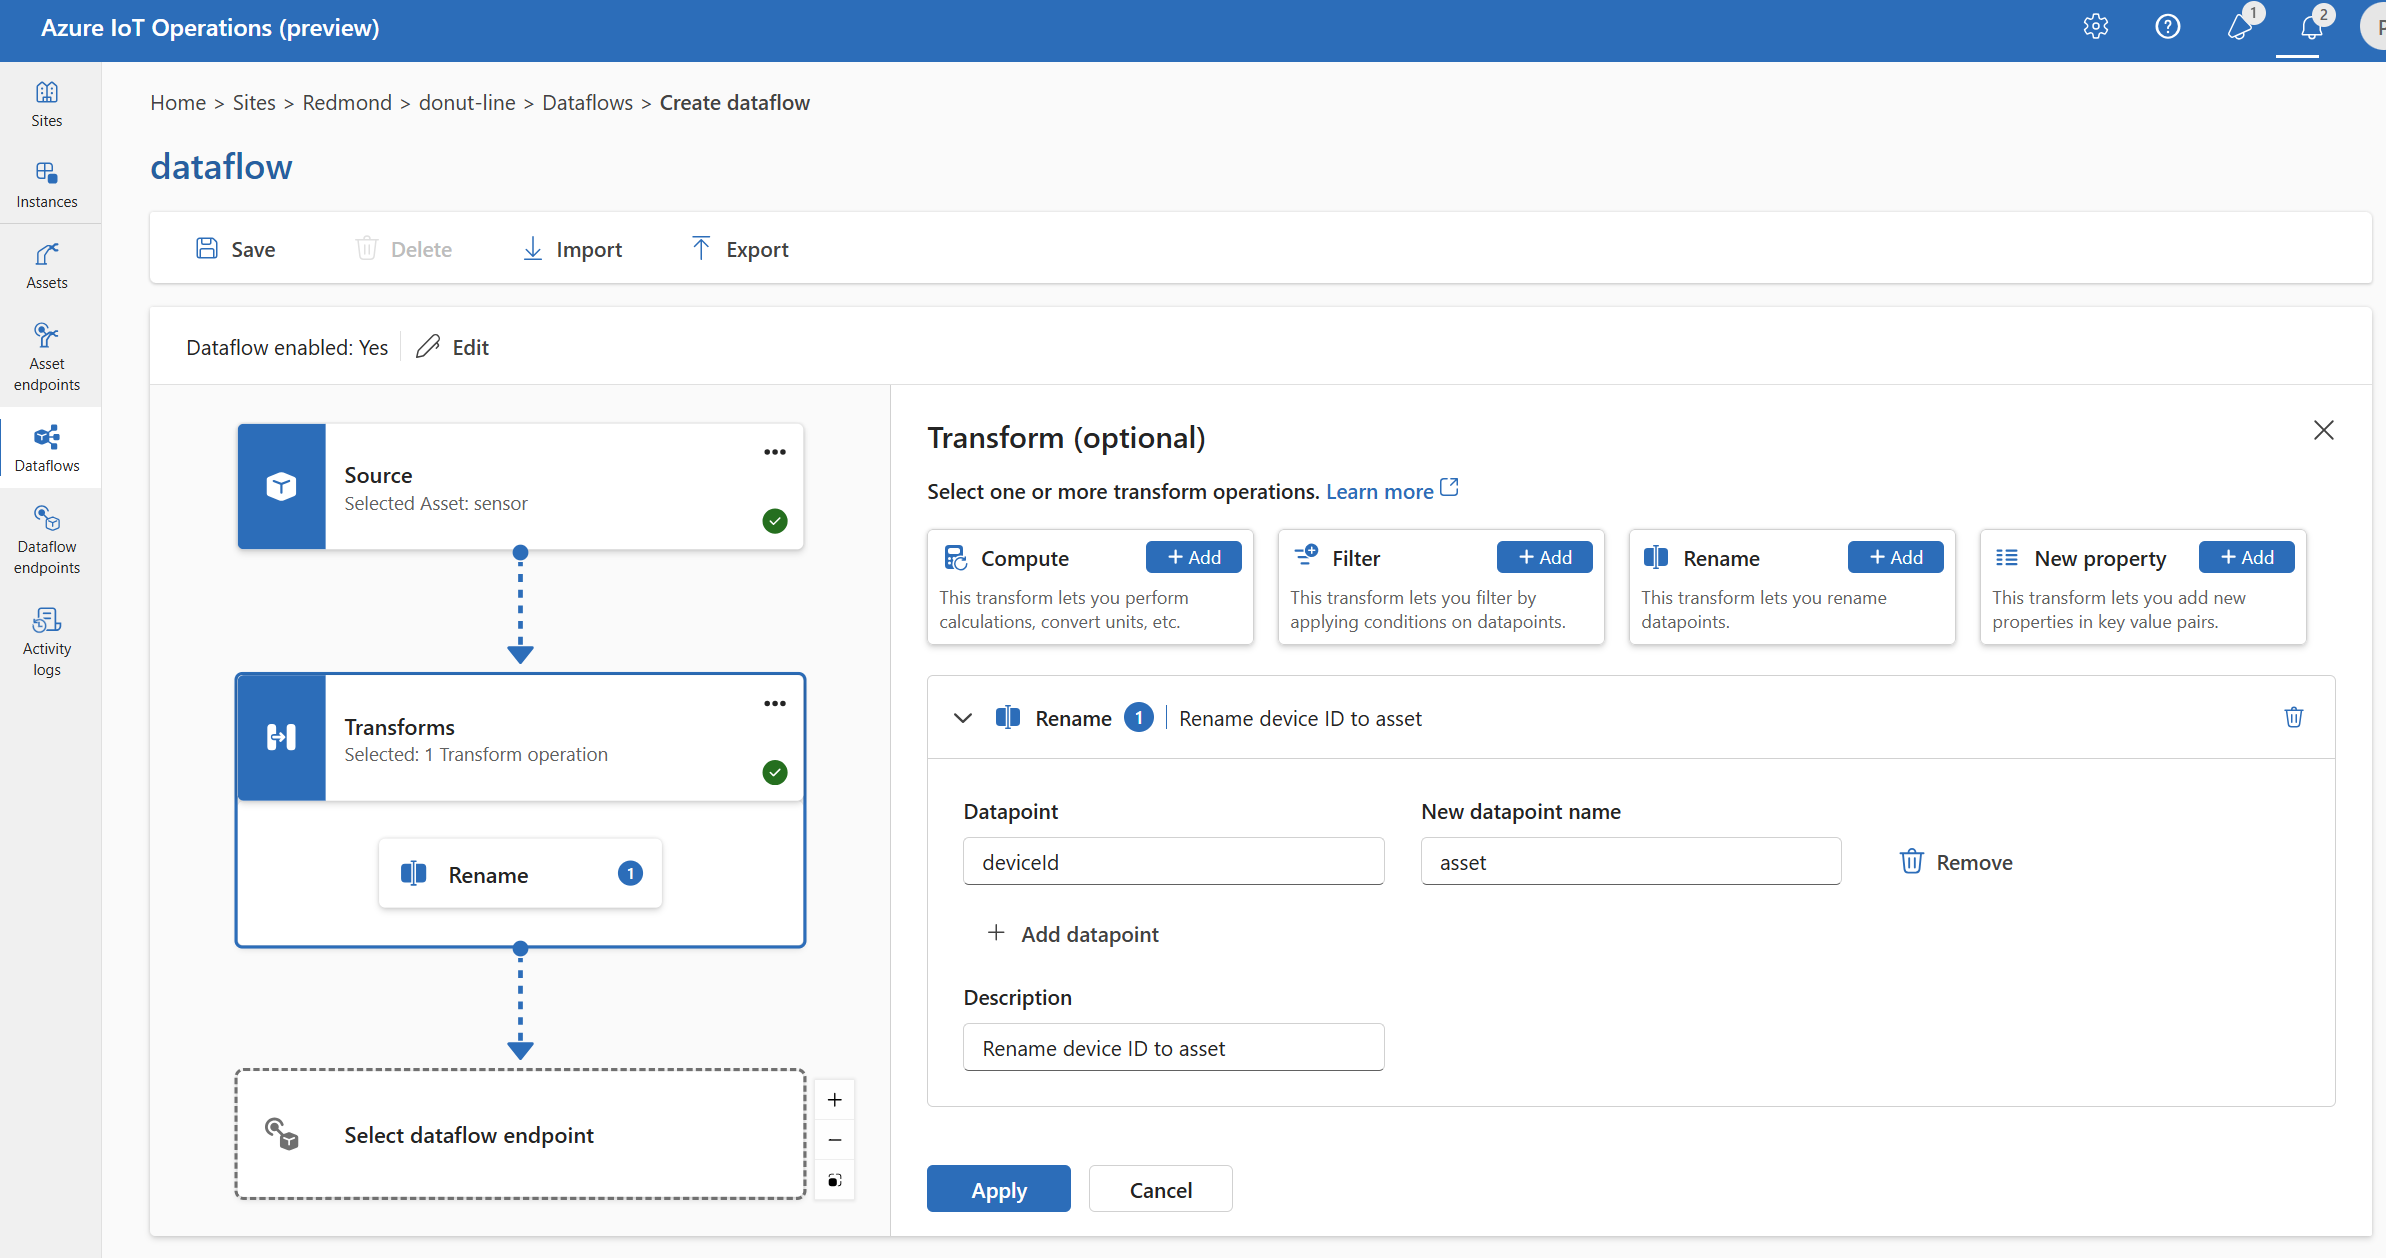 Azure IoT Operations (preview)
1
2
P
Sites
Instances
Assets
Asset
endpoints
Dataflows
Dataflow
endpoints
Activity
logs
Home > Sites > Redmond > donut-line > Dataflows > Create dataflow
dataflow
Save
Delete
Import
Export
Dataflow enabled: Yes
Edit
Source
Selected Asset: sensor
Transforms
Selected: 1 Transform operation
Rename
1
Select dataflow endpoint
Transform (optional)
Select one or more transform operations. Learn more
Compute
+ Add
This transform lets you perform
calculations, convert units, etc.
Filter
+ Add
This transform lets you filter by
applying conditions on datapoints.
Rename
+ Add
This transform lets you rename
datapoints.
New property
+ Add
This transform lets you add new
properties in key value pairs.
Rename 1 | Rename device ID to asset
Datapoint
New datapoint name
deviceId
asset
Remove
+ Add datapoint
Description
Rename device ID to asset
Apply
Cancel